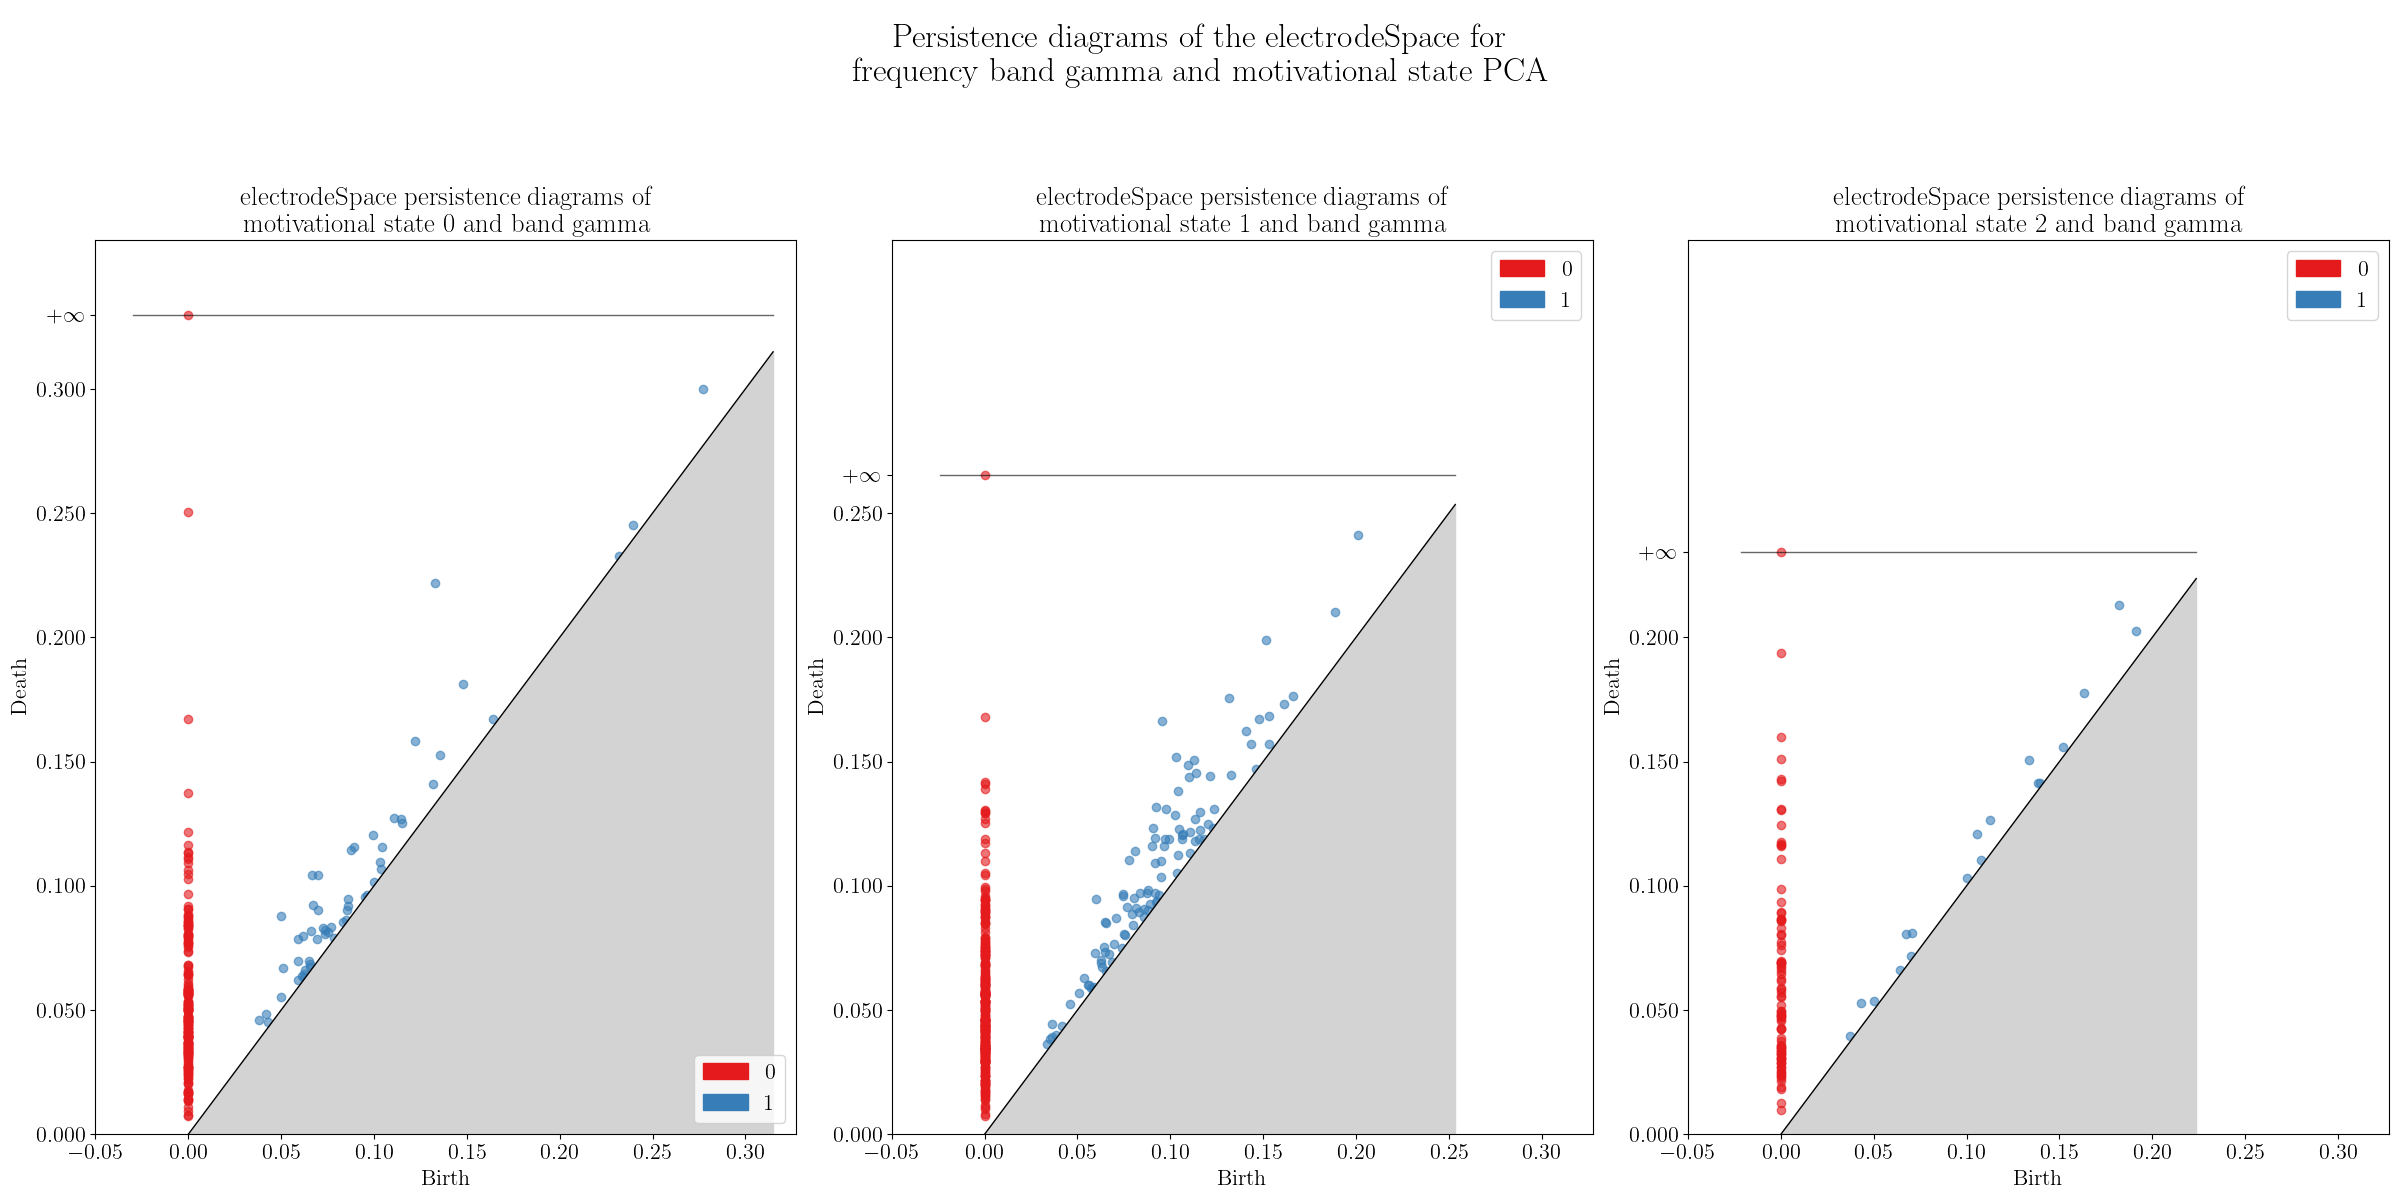 Persistence diagrams of the electrodeSpace for
frequency band gamma and motivational state PCA
electrodeSpace persistence diagrams of
motivational state 0 and band gamma
+∞
0.300
0.250
0.200
0.150
0.100
0.050
0.000
Death
−0.05 0.00 0.05 0.10 0.15 0.20 0.25 0.30
Birth
0
1
electrodeSpace persistence diagrams of
motivational state 1 and band gamma
0
1
+∞
0.250
0.200
0.150
0.100
0.050
0.000
Death
−0.05 0.00 0.05 0.10 0.15 0.20 0.25 0.30
Birth
electrodeSpace persistence diagrams of
motivational state 2 and band gamma
0
1
+∞
0.200
0.150
0.100
0.050
0.000
Death
−0.05 0.00 0.05 0.10 0.15 0.20 0.25 0.30
Birth